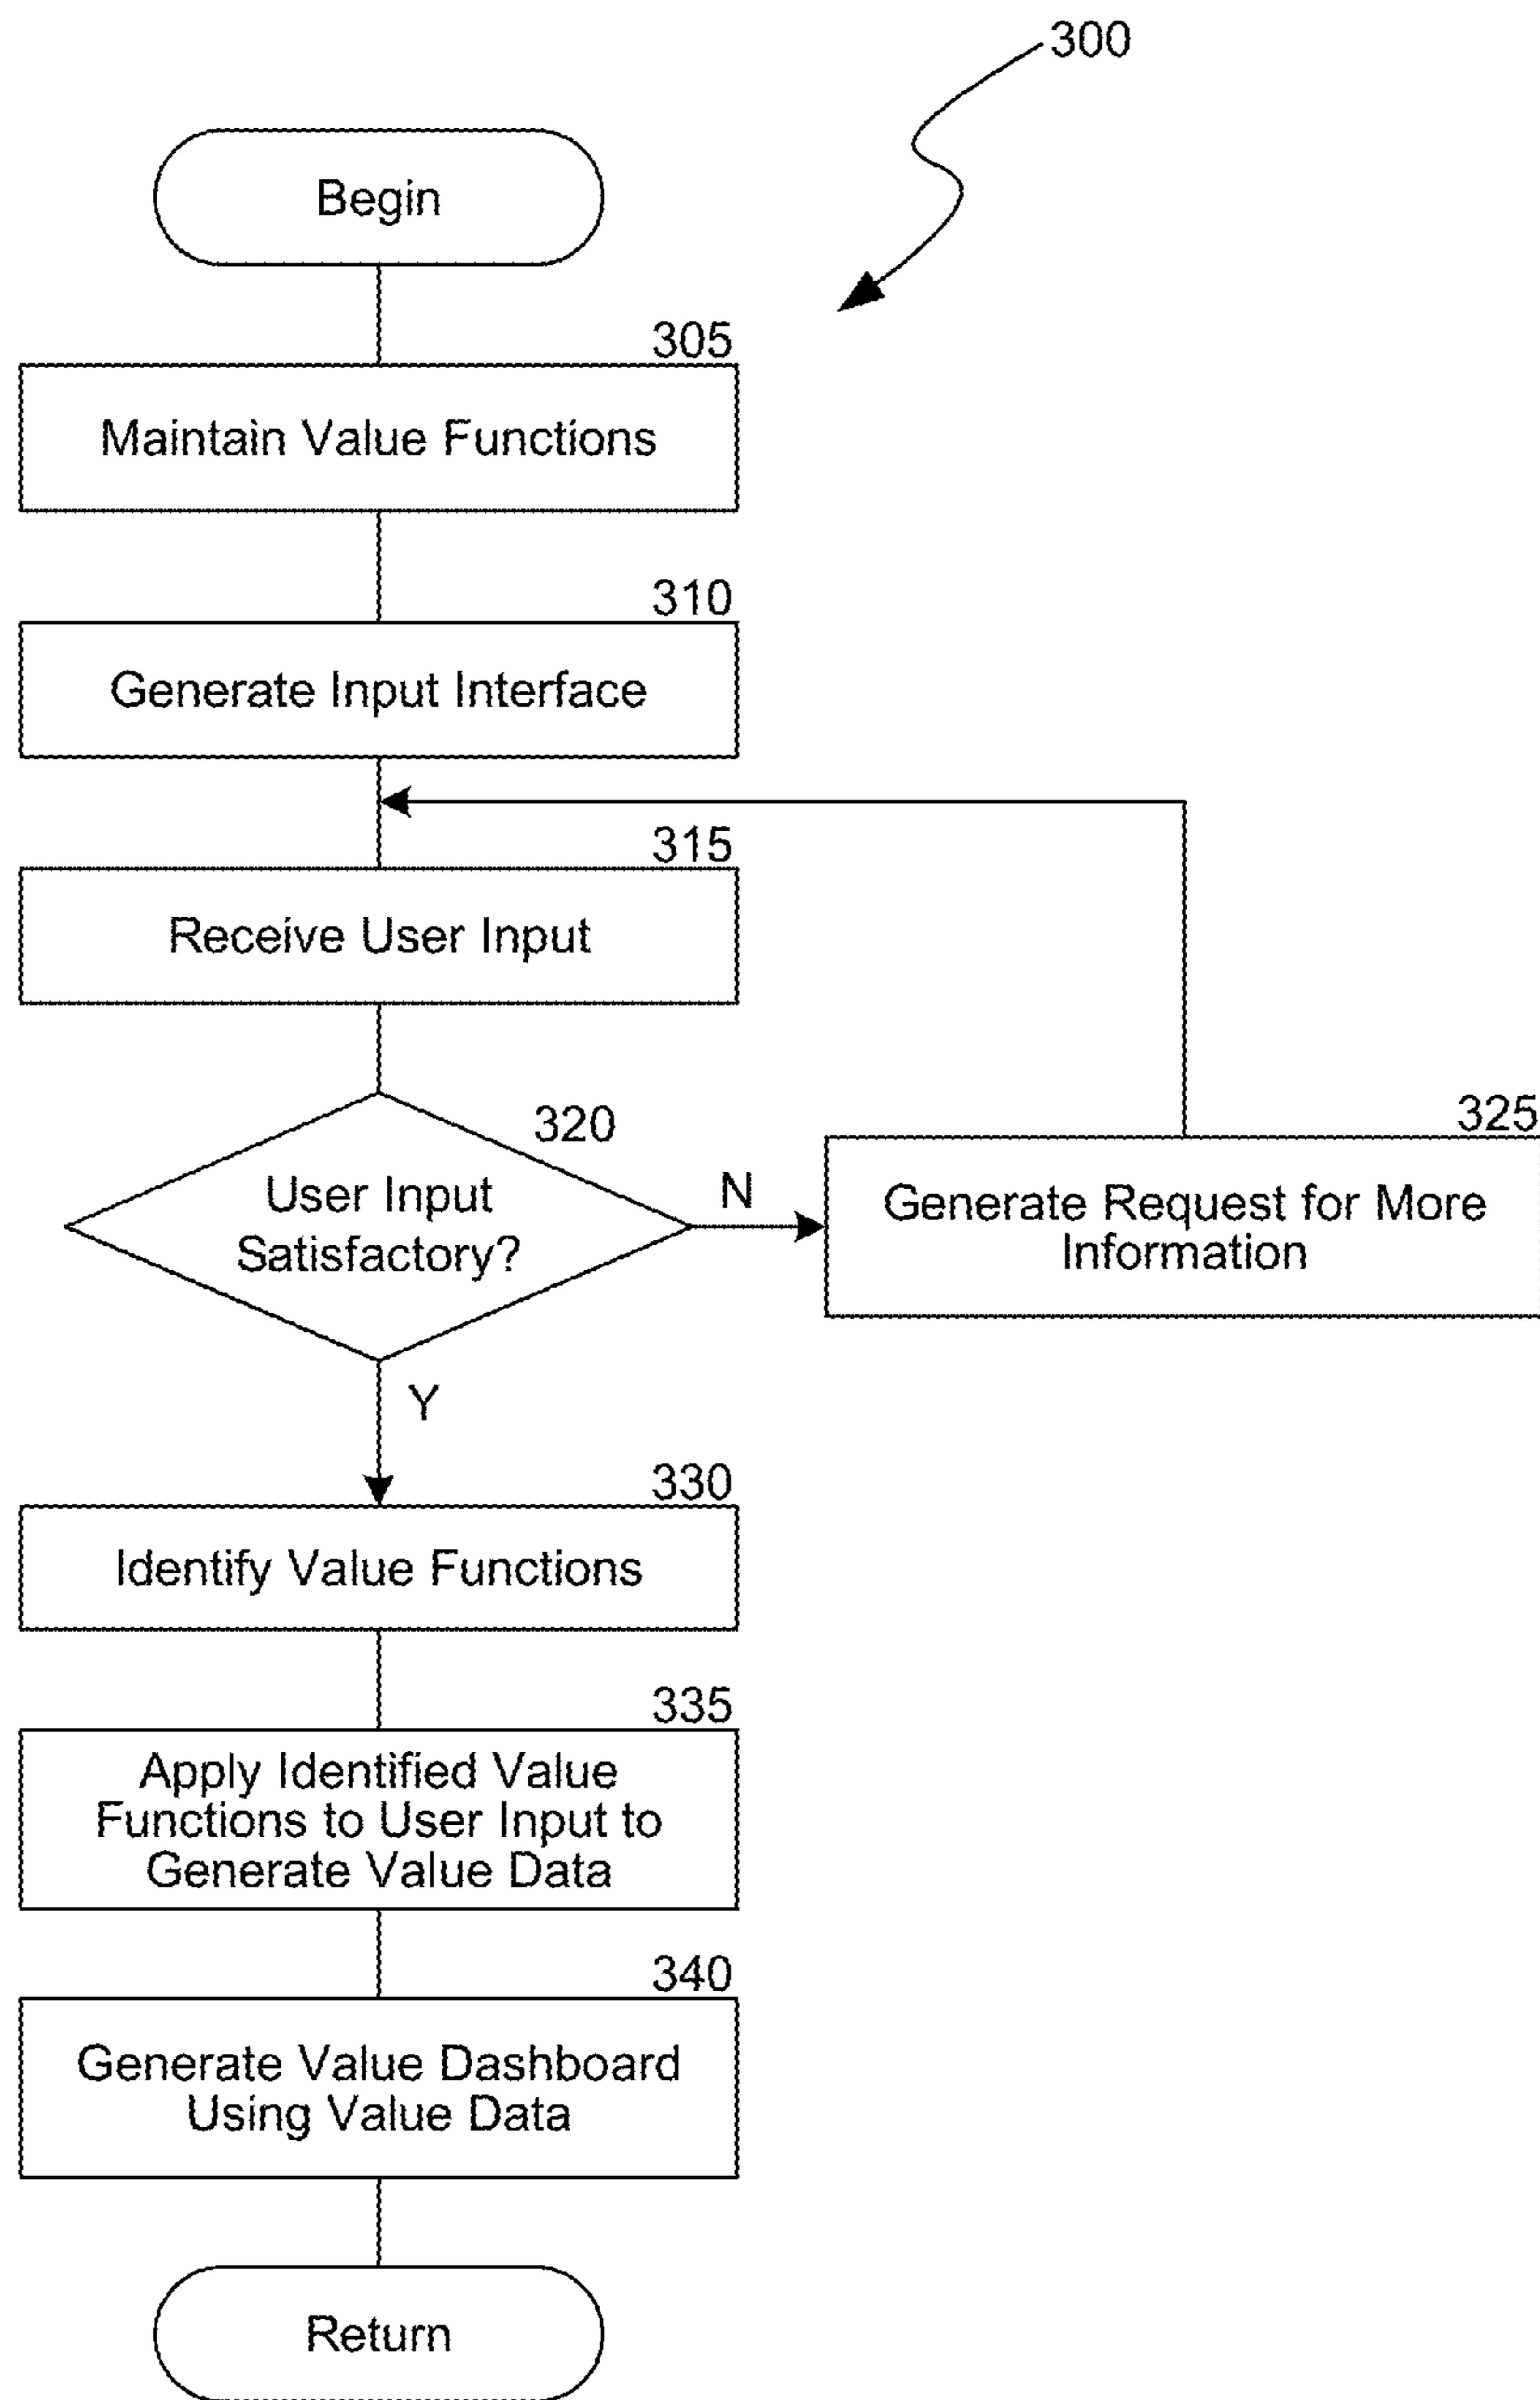 300
Begin
305
Maintain Value Functions
310
Generate Input Interface
315
Receive User Input
320
User Input
Satisfactory?
N
325
Generate Request for More
Information
Y
330
Identify Value Functions
335
Apply Identified Value
Functions to User Input to
Generate Value Data
340
Generate Value Dashboard
Using Value Data
Return